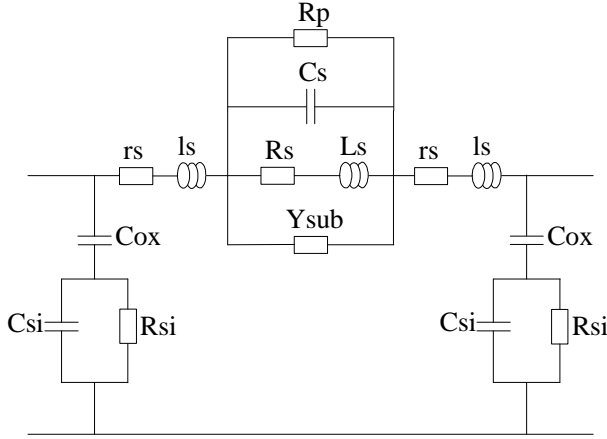 Rp
Cs
rs ls Rs Ls rs ls
Ysub
Cox Cox
Csi Rsi Csi Rsi